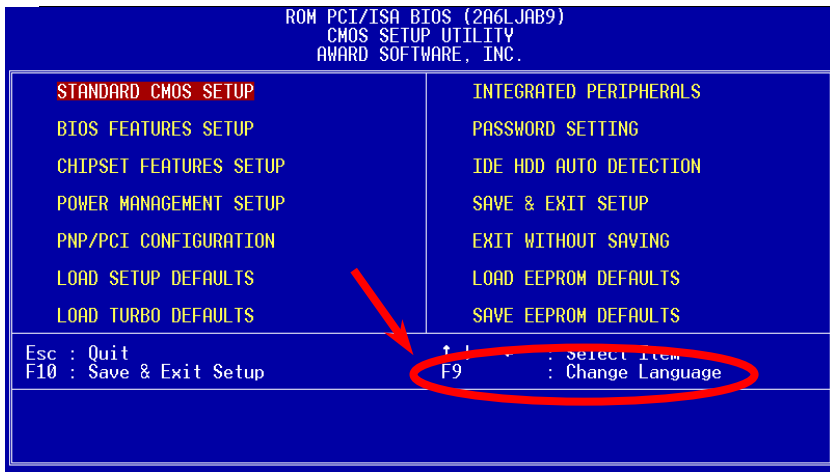 ROM PCI/ISA BIOS (2A6LJAB9)
CMOS SETUP UTILITY
AWARD SOFTWARE, INC.
STANDARD CMOS SETUP
BIOS FEATURES SETUP
CHIPSET FEATURES SETUP
POWER MANAGEMENT SETUP
PNP/PCI CONFIGURATION
LOAD SETUP DEFAULTS
LOAD TURBO DEFAULTS
INTEGRATED PERIPHERALS
PASSWORD SETTING
IDE HDD AUTO DETECTION
SAVE & EXIT SETUP
EXIT WITHOUT SAVING
LOAD EEPROM DEFAULTS
SAVE EEPROM DEFAULTS
Esc : Quit
F10 : Save & Exit Setup
↑ : Select Item
F9 : Change Language